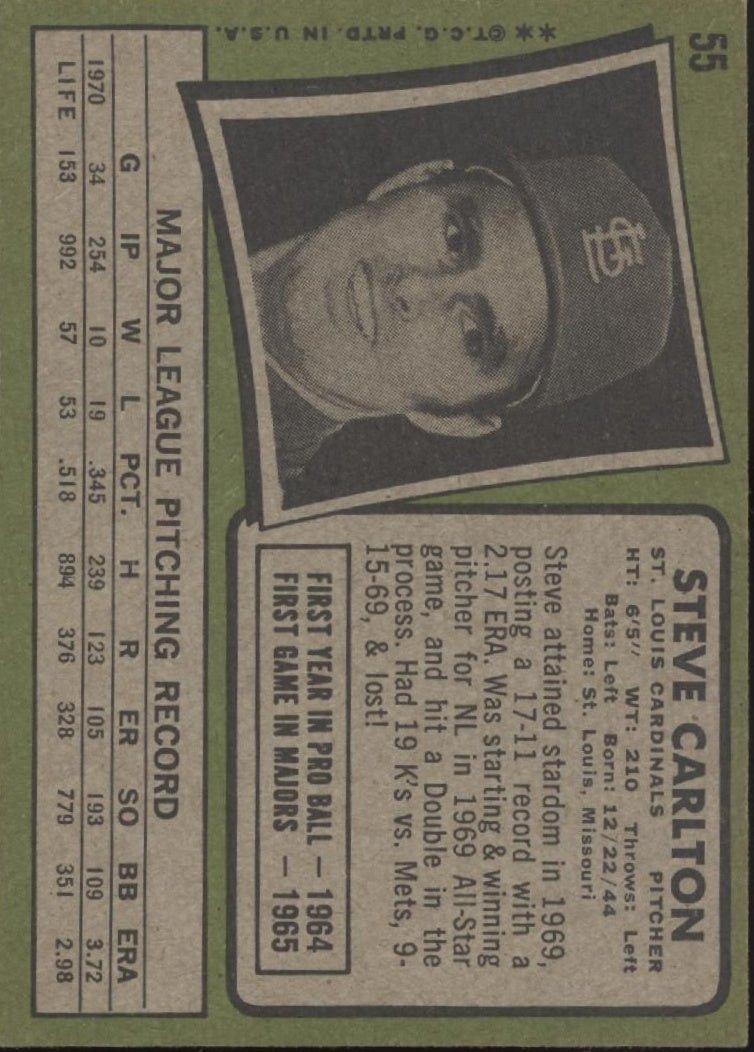 55
**©T.C.G. PRTD. IN U.S.A.
STL
STEVE CARLTON
ST. LOUIS CARDINALS PITCHER
HT: 6'5" WT: 210 Throws: Left
Bats: Left Born: 12/22/44
Home: St. Louis, Missouri
Steve attained stardom in 1969,
posting a 17-11 record with a
2.17 ERA. Was starting & winning
pitcher for NL in 1969 All-Star
game, and hit a Double in the
process. Had 19 K's vs. Mets, 9-
15-69, & lost!
FIRST YEAR IN PRO BALL — 1964
FIRST GAME IN MAJORS — 1965
MAJOR LEAGUE PITCHING RECORD
G IP W L PCT. H R ER SO BB ERA
1970 34 254 10 19 .345 239 123 105 193 109 3.72
LIFE 153 992 57 53 .518 894 376 328 779 351 2.98